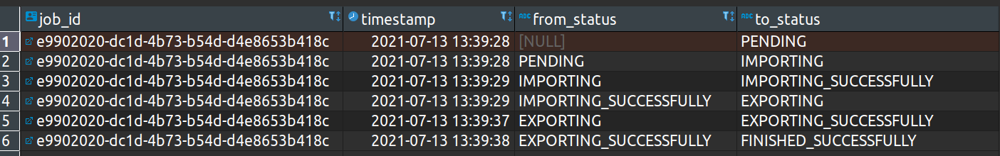 job_id timestamp ABC from_status ABC to_status
1 e9902020-dc1d-4b73-b54d-d4e8653b418c 2021-07-13 13:39:28 [NULL] PENDING
2 e9902020-dc1d-4b73-b54d-d4e8653b418c 2021-07-13 13:39:28 PENDING IMPORTING
3 e9902020-dc1d-4b73-b54d-d4e8653b418c 2021-07-13 13:39:29 IMPORTING IMPORTING_SUCCESSFULLY
4 e9902020-dc1d-4b73-b54d-d4e8653b418c 2021-07-13 13:39:29 IMPORTING_SUCCESSFULLY EXPORTING
5 e9902020-dc1d-4b73-b54d-d4e8653b418c 2021-07-13 13:39:37 EXPORTING EXPORTING_SUCCESSFULLY
6 e9902020-dc1d-4b73-b54d-d4e8653b418c 2021-07-13 13:39:38 EXPORTING_SUCCESSFULLY FINISHED_SUCCESSFULLY